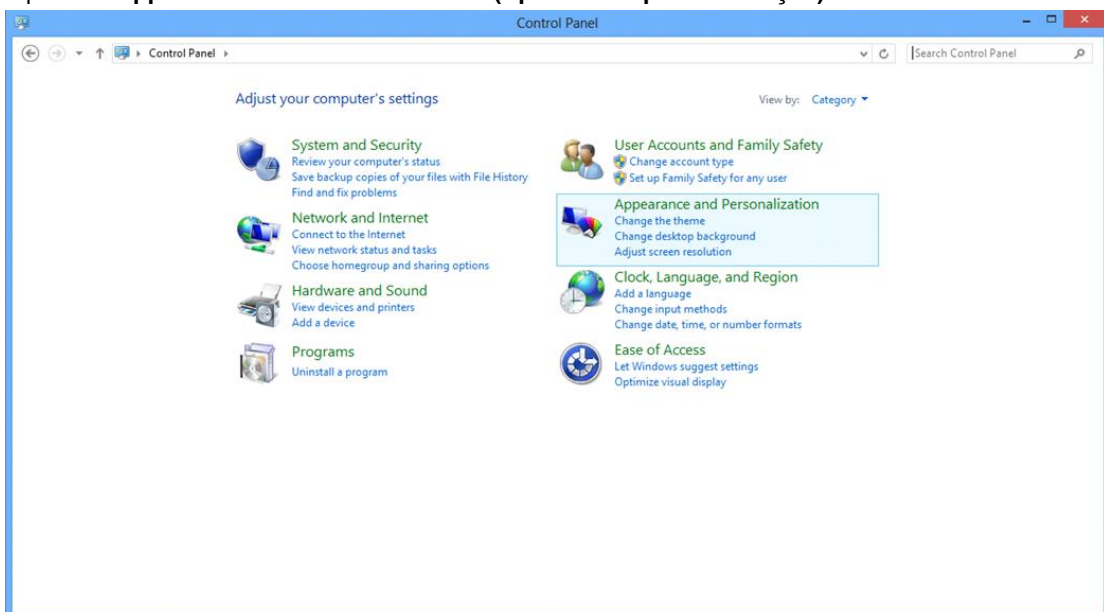 Control Panel
Control Panel
Search Control Panel
Adjust your computer's settings
View by: Category
System and Security
Review your computer's status
Save backup copies of your files with File History
Find and fix problems
Network and Internet
Connect to the Internet
View network status and tasks
Choose homegroup and sharing options
Hardware and Sound
View devices and printers
Add a device
Programs
Uninstall a program
User Accounts and Family Safety
Change account type
Set up Family Safety for any user
Appearance and Personalization
Change the theme
Change desktop background
Adjust screen resolution
Clock, Language, and Region
Add a language
Change input methods
Change date, time, or number formats
Ease of Access
Let Windows suggest settings
Optimize visual display